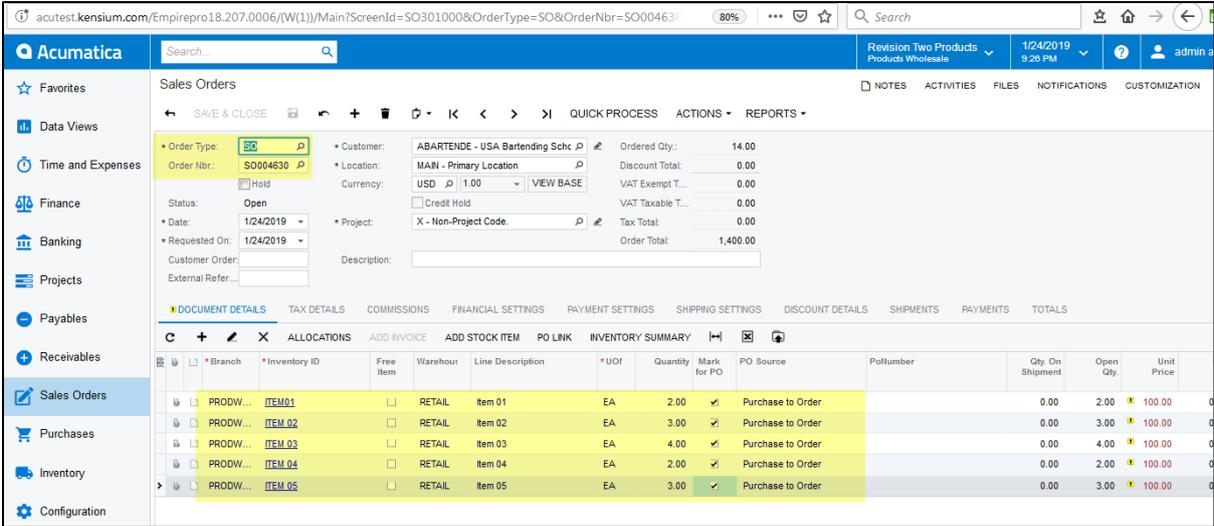 acutest.kensium.com/Empirepro18.207.0006/(W(1))/Main?ScreenId=SO301000&OrderType=SO&OrderNbr=SO00463 80% Search
Acumatica Search... Revision Two Products Products Wholesale 1/24/2019 9:26 PM ? admin a
Favorites
Data Views
Time and Expenses
Finance
Banking
Projects
Payables
Receivables
Sales Orders
Purchases
Inventory
Configuration
Sales Orders NOTES ACTIVITIES FILES NOTIFICATIONS CUSTOMIZATION
SAVE & CLOSE QUICK PROCESS ACTIONS REPORTS
* Order Type: SO * Customer: ABARTENDE - USA Bartending Schc Ordered Qty.: 14.00
Order Nbr.: SO004630 * Location: MAIN - Primary Location Discount Total: 0.00
Hold Currency: USD 1.00 VIEW BASE VAT Exempt T... 0.00
Status: Open Credit Hold VAT Taxable T... 0.00
* Date: 1/24/2019 * Project: X - Non-Project Code. Tax Total: 0.00
* Requested On: 1/24/2019 Order Total: 1,400.00
Customer Order: Description:
External Refer...
DOCUMENT DETAILS TAX DETAILS COMMISSIONS FINANCIAL SETTINGS PAYMENT SETTINGS SHIPPING SETTINGS DISCOUNT DETAILS SHIPMENTS PAYMENTS TOTALS
ALLOCATIONS ADD INVOICE ADD STOCK ITEM PO LINK INVENTORY SUMMARY
* Branch * Inventory ID Free Item Warehous Line Description * UOM Quantity Mark for PO PO Source PoNumber Qty. On Shipment Open Qty. Unit Price
PRODW... ITEM01 RETAIL Item 01 EA 2.00 Purchase to Order 0.00 2.00 100.00 0
PRODW... ITEM 02 RETAIL Item 02 EA 3.00 Purchase to Order 0.00 3.00 100.00 0
PRODW... ITEM 03 RETAIL Item 03 EA 4.00 Purchase to Order 0.00 4.00 100.00 0
PRODW... ITEM 04 RETAIL Item 04 EA 2.00 Purchase to Order 0.00 2.00 100.00 0
PRODW... ITEM 05 RETAIL Item 05 EA 3.00 Purchase to Order 0.00 3.00 100.00 0